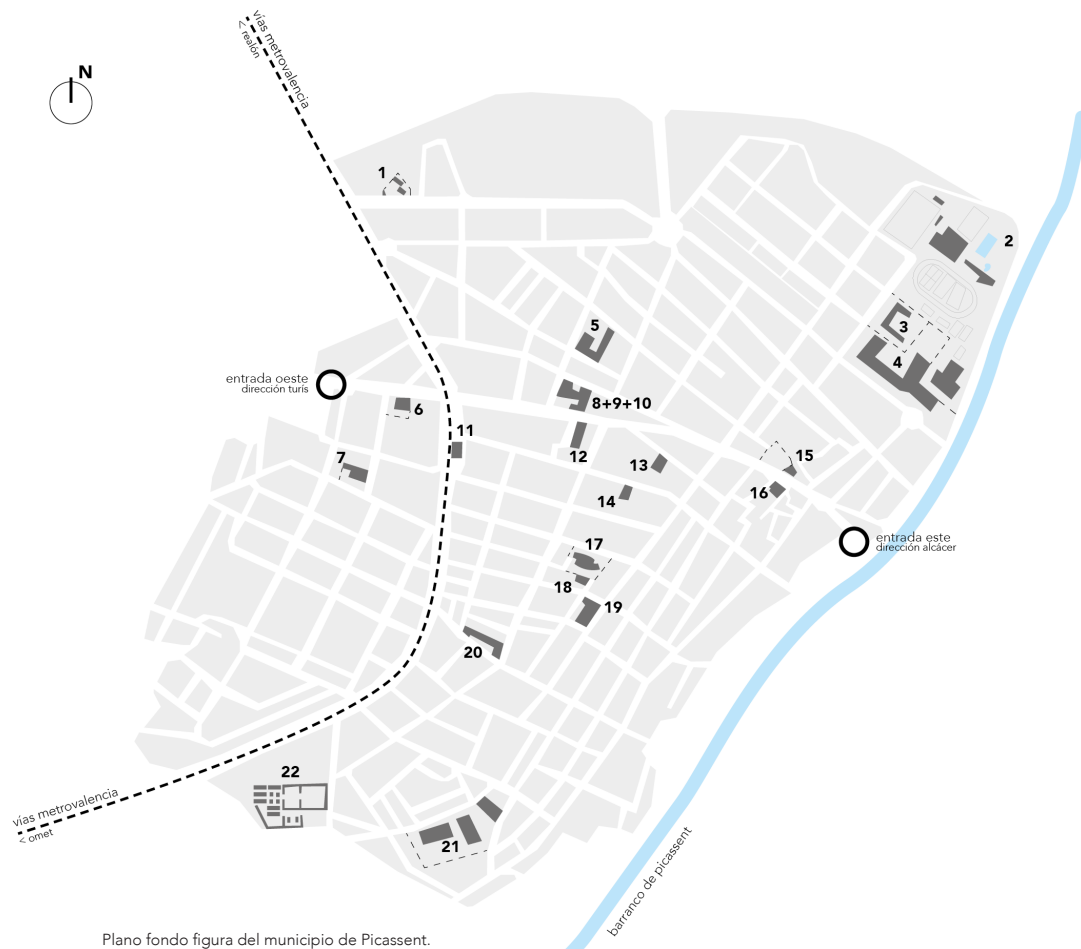 N
vías metrovalencia
< realón
1
2
3
4
5
entrada oeste
dirección turís
6
8+9+10
11
12
7
13
14
15
16
17
entrada este
dirección alcácer
18
19
20
22
vías metrovalencia
< omet
21
barranco de picassent
Plano fondo figura del municipio de Picassent.